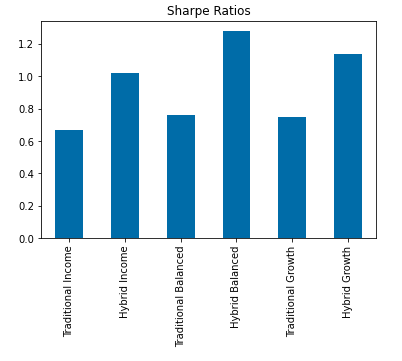 Sharpe Ratios
1.2
1.0
0.8
0.6
0.4
0.2
0.0
Traditional Income
Hybrid Income
Traditional Balanced
Hybrid Balanced
Traditional Growth
Hybrid Growth